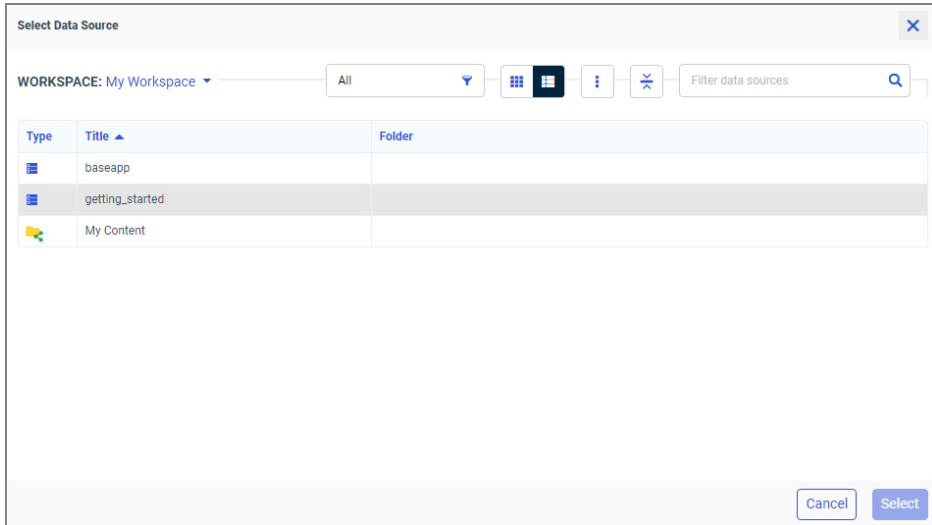 Select Data Source
WORKSPACE: My Workspace
All
Filter data sources
Type Title Folder
baseapp
getting_started
My Content
Cancel Select